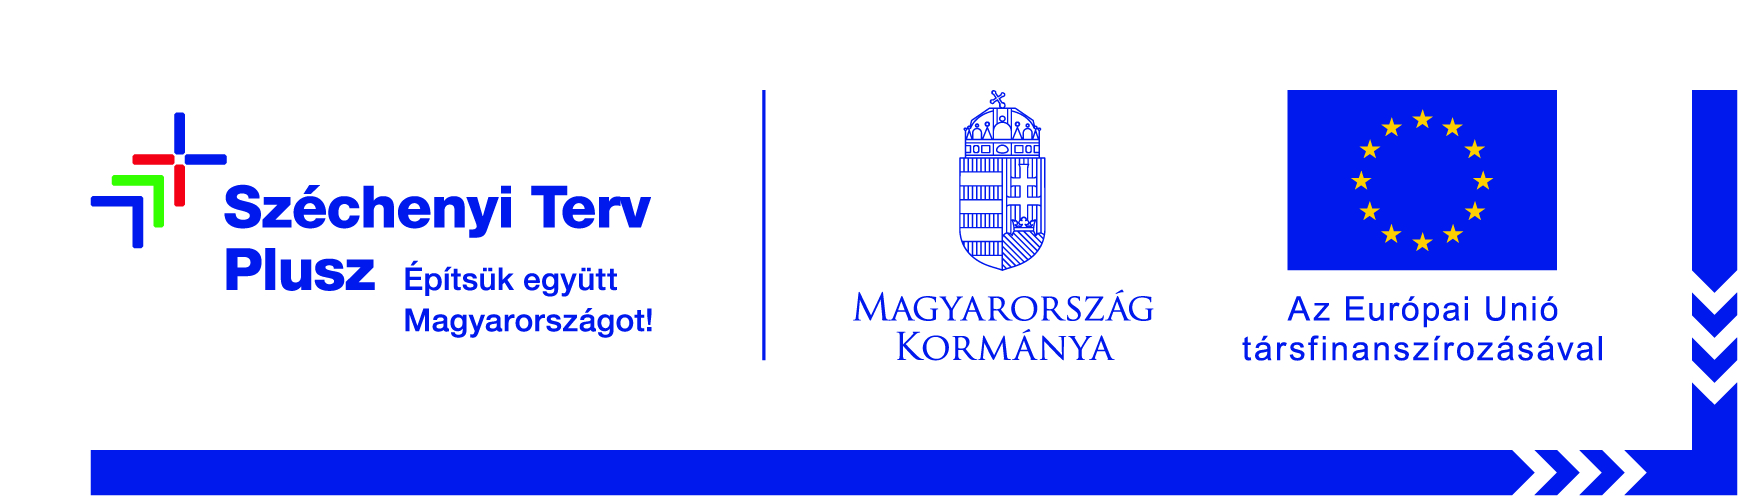 Széchenyi Terv
Plusz
Építsük együtt
Magyarországot!
MAGYARORSZÁG
KORMÁNYA
Az Európai Unió
társfinanszírozásával